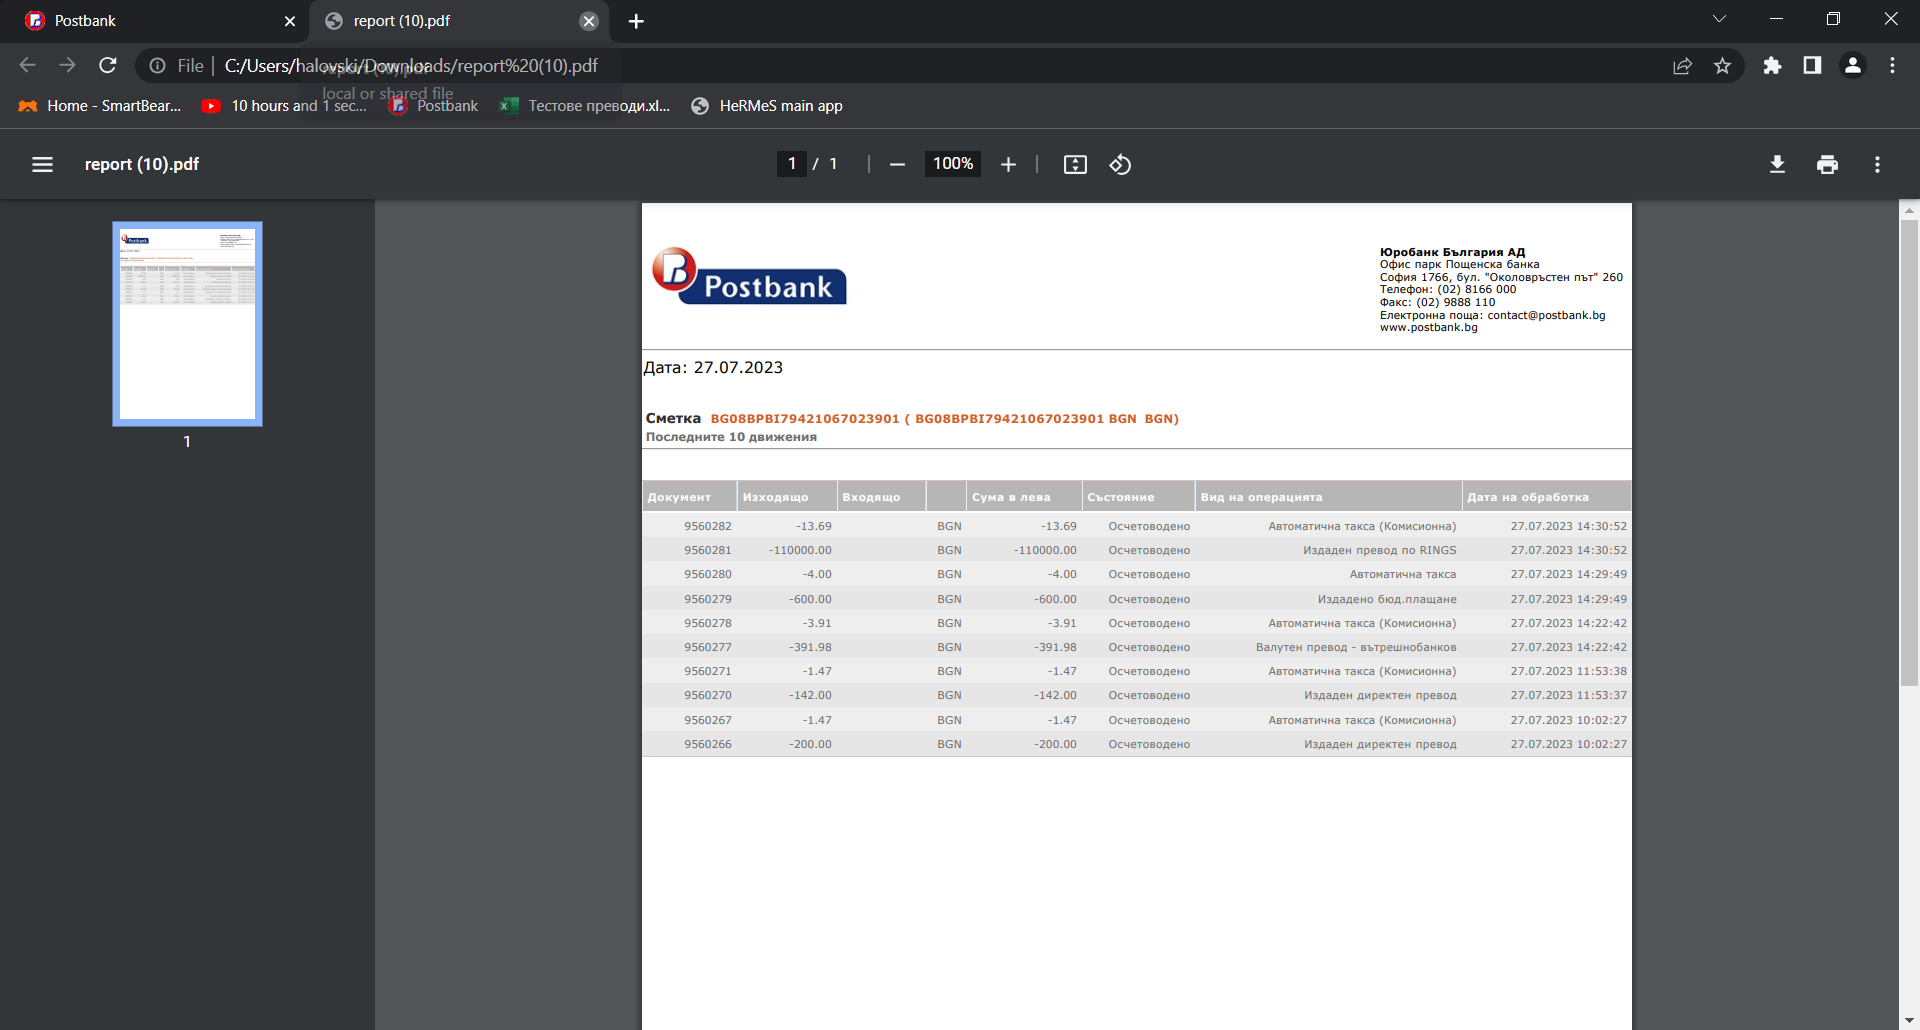 Postbank
report (10).pdf
File
C:/Users/halovski/Downloads/report%20(10).pdf
report (10).pdf
local or shared file
Home - SmartBear...
10 hours and 1 sec...
Postbank
Тестове преводи.xl...
HeRMeS main app
report (10).pdf
1 / 1
100%
1
Postbank
Юробанк България АД
Офис парк Пощенска банка
София 1766, бул. "Околовръстен път" 260
Телефон: (02) 8166 000
Факс: (02) 9888 110
Електронна поща: contact@postbank.bg
www.postbank.bg
Дата: 27.07.2023
Сметка BG08BPBI79421067023901 ( BG08BPBI79421067023901 BGN BGN)
Последните 10 движения
Документ Изходящо Входящо Сума в лева Състояние Вид на операцията Дата на обработка
9560282 -13.69 BGN -13.69 Осчетоводено Автоматична такса (Комисионна) 27.07.2023 14:30:52
9560281 -110000.00 BGN -110000.00 Осчетоводено Издаден превод по RINGS 27.07.2023 14:30:52
9560280 -4.00 BGN -4.00 Осчетоводено Автоматична такса 27.07.2023 14:29:49
9560279 -600.00 BGN -600.00 Осчетоводено Издадено бюд.плащане 27.07.2023 14:29:49
9560278 -3.91 BGN -3.91 Осчетоводено Автоматична такса (Комисионна) 27.07.2023 14:22:42
9560277 -391.98 BGN -391.98 Осчетоводено Валутен превод - вътрешнобанков 27.07.2023 14:22:42
9560271 -1.47 BGN -1.47 Осчетоводено Автоматична такса (Комисионна) 27.07.2023 11:53:38
9560270 -142.00 BGN -142.00 Осчетоводено Издаден директен превод 27.07.2023 11:53:37
9560267 -1.47 BGN -1.47 Осчетоводено Автоматична такса (Комисионна) 27.07.2023 10:02:27
9560266 -200.00 BGN -200.00 Осчетоводено Издаден директен превод 27.07.2023 10:02:27